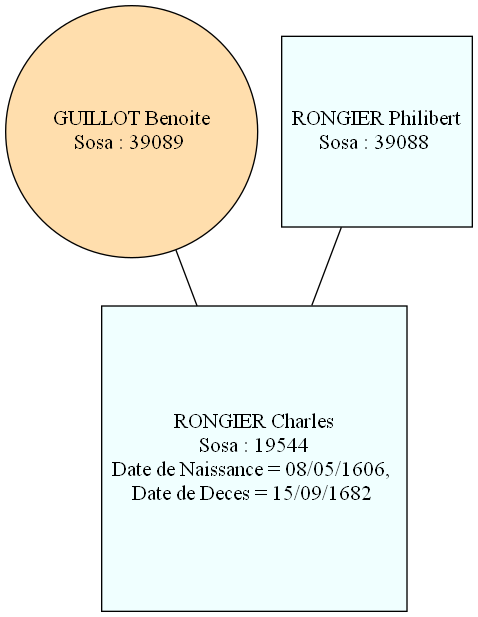 GUILLOT Benoite
Sosa : 39089
RONGIER Philibert
Sosa : 39088
RONGIER Charles
Sosa : 19544
Date de Naissance = 08/05/1606,
Date de Deces = 15/09/1682